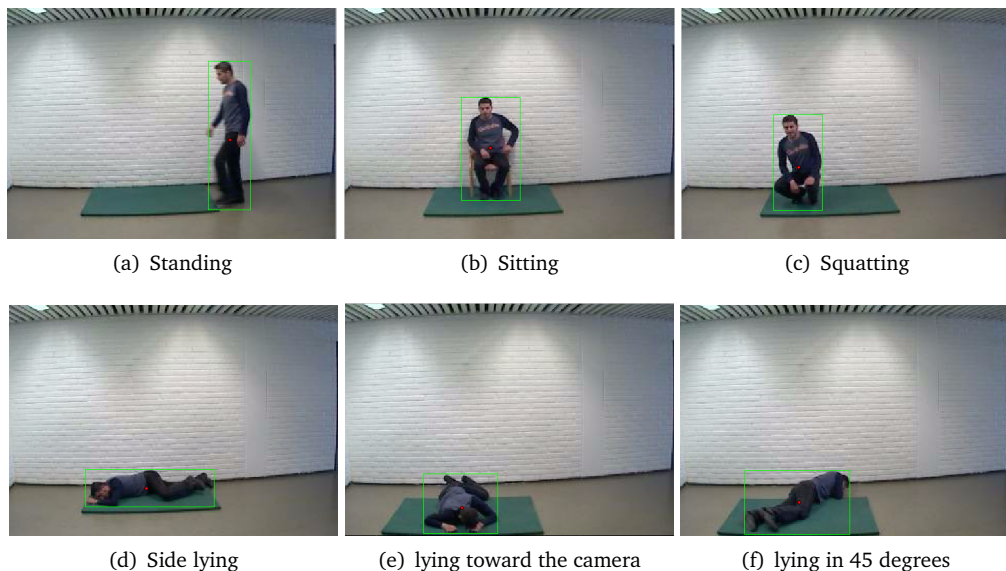 (a) Standing
(b) Sitting
(c) Squatting
(d) Side lying
(e) lying toward the camera
(f) lying in 45 degrees